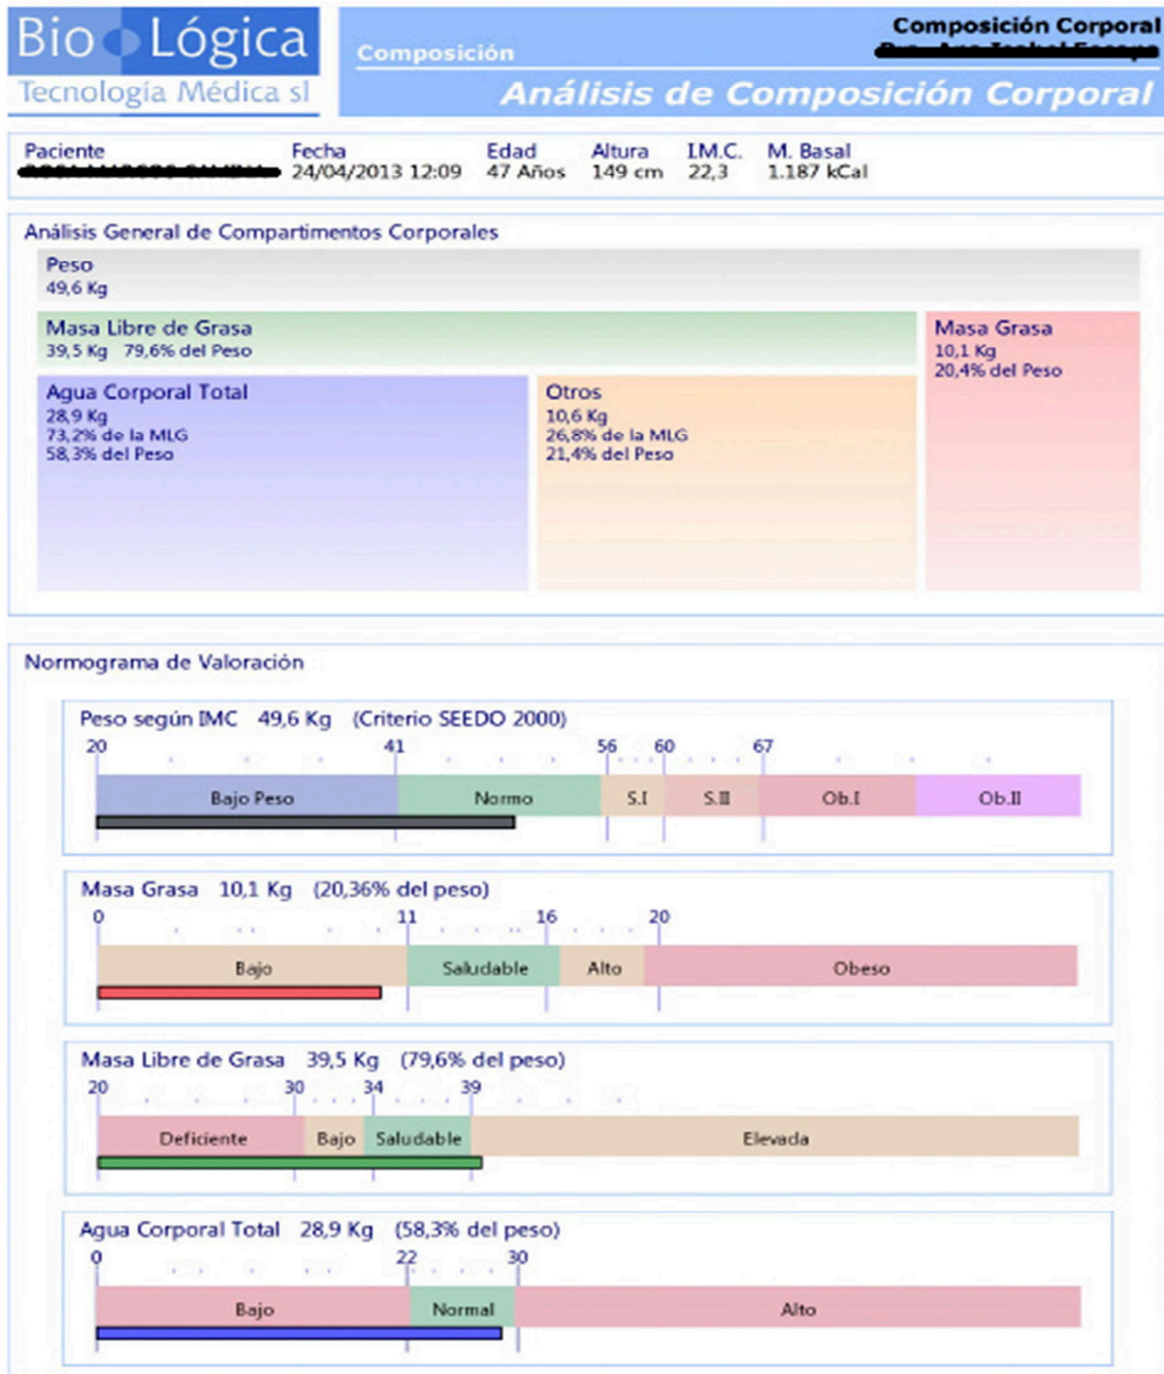 Bio Lógica
Tecnología Médica sl
Composición Corporal
Composición
Análisis de Composición Corporal
Paciente Fecha Edad Altura I.M.C. M. Basal
24/04/2013 12:09 47 Años 149 cm 22,3 1.187 kCal
Análisis General de Compartimentos Corporales
Peso
49,6 Kg
Masa Libre de Grasa
39,5 Kg 79,6% del Peso
Masa Grasa
10,1 Kg
20,4% del Peso
Agua Corporal Total
28,9 Kg
73,2% de la MLG
58,3% del Peso
Otros
10,6 Kg
26,8% de la MLG
21,4% del Peso
Normograma de Valoración
Peso según IMC 49,6 Kg (Criterio SEEDO 2000)
20 41 56 60 67
Bajo Peso Normo S.I S.II Ob.I Ob.II
Masa Grasa 10,1 Kg (20,36% del peso)
0 11 16 20
Bajo Saludable Alto Obeso
Masa Libre de Grasa 39,5 Kg (79,6% del peso)
20 30 34 39
Deficiente Bajo Saludable Elevada
Agua Corporal Total 28,9 Kg (58,3% del peso)
0 22 30
Bajo Normal Alto